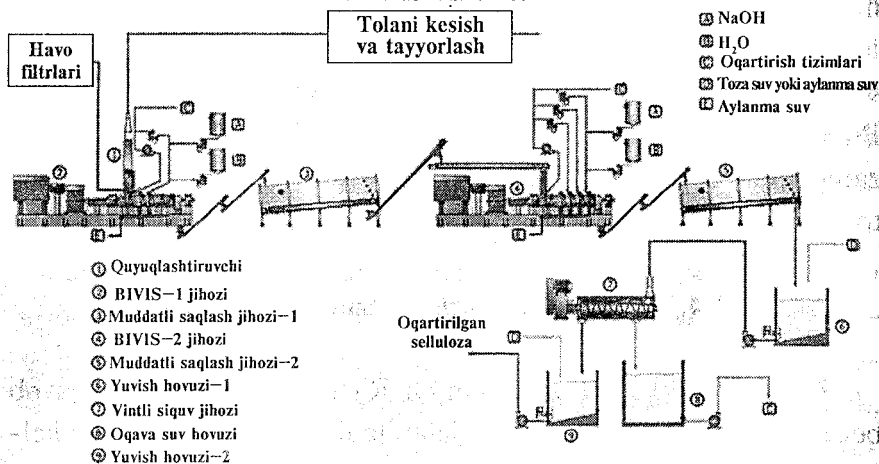 Tolani kesish
va tayyorlash
Havo
filtrlari
Ⓐ NaOH
Ⓑ H₂O
Ⓒ Oqartirish tizimlari
Ⓓ Toza suv yoki aylanma suv
Ⓔ Aylanma suv
① Quyuqlashtiruvchi
② BIVIS–1 jihozi
③ Muddatli saqlash jihozi–1
④ BIVIS–2 jihozi
⑤ Muddatli saqlash jihozi–2
⑥ Yuvish hovuzi–1
⑦ Vintli siquv jihozi
⑧ Oqava suv hovuzi
⑨ Yuvish hovuzi–2
Oqartirilgan
selluloza